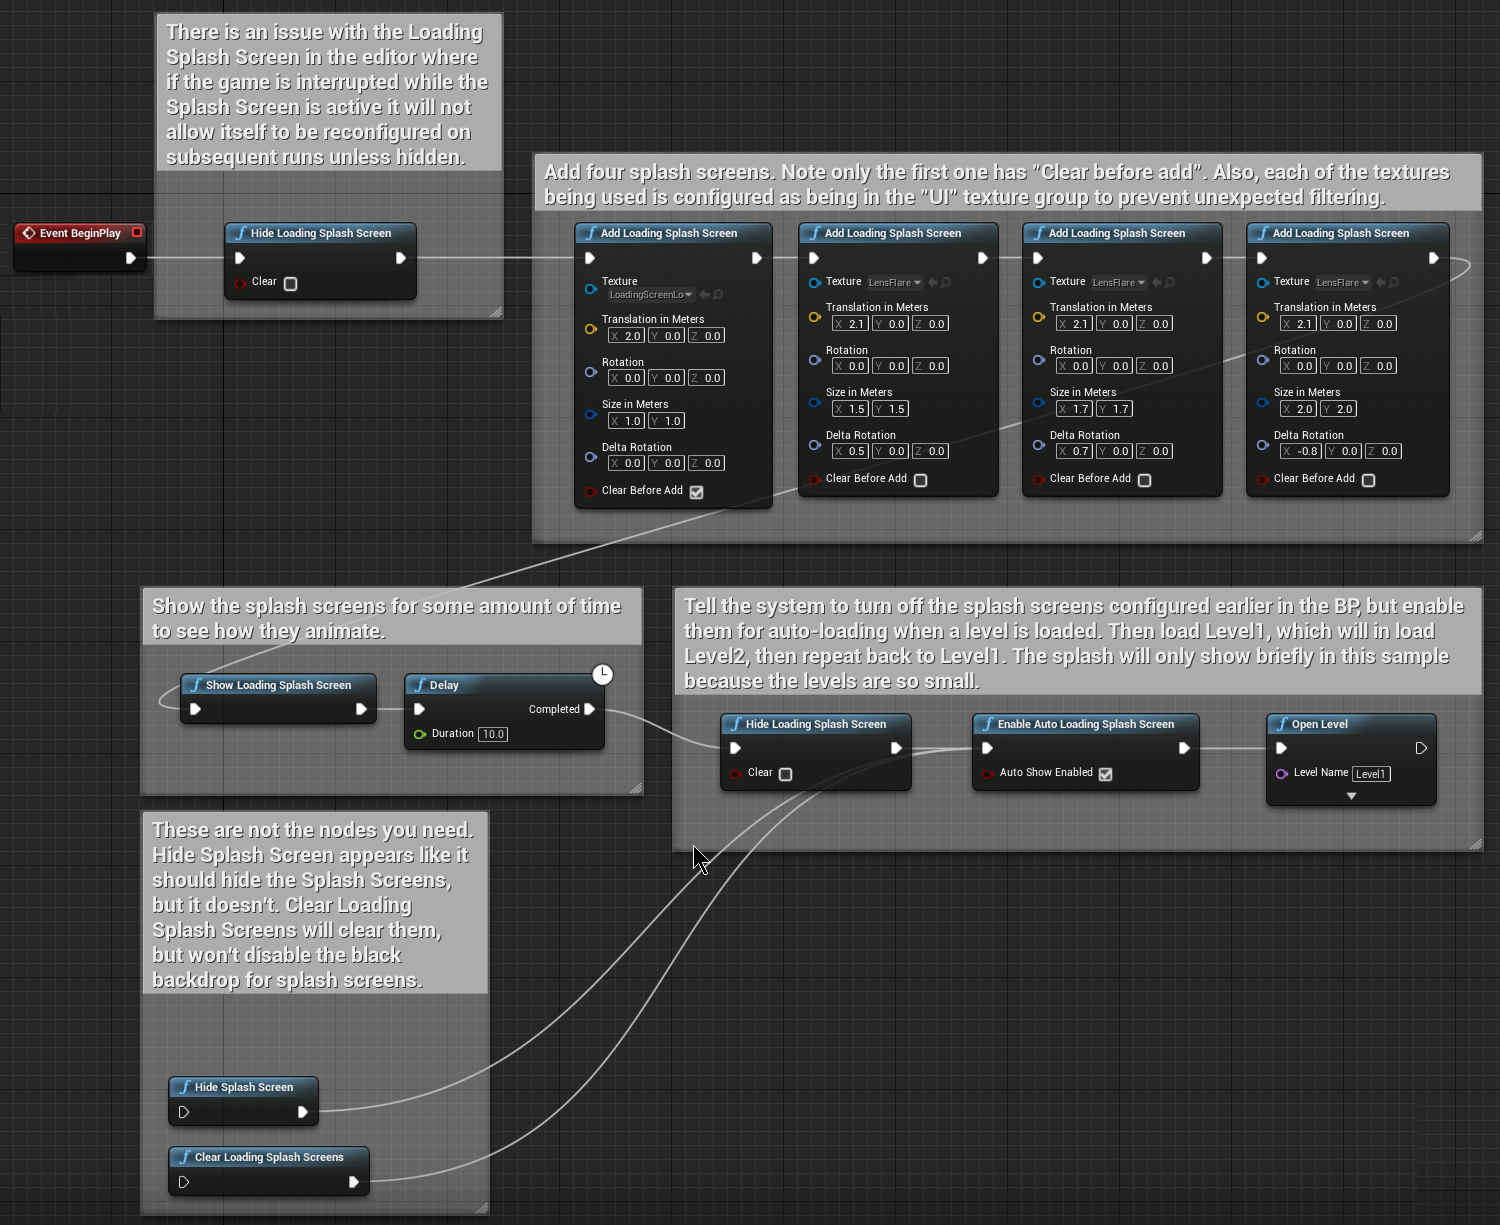 There is an issue with the Loading
Splash Screen in the editor where
if the game is interrupted while the
Splash Screen is active it will not
allow itself to be reconfigured on
subsequent runs unless hidden.
Add four splash screens. Note only the first one has "Clear before add". Also, each of the textures
being used is configured as being in the "UI" texture group to prevent unexpected filtering.
Event BeginPlay
f Hide Loading Splash Screen
Clear
f Add Loading Splash Screen
Texture
LoadingScreenLo
Translation in Meters
X 2.0 Y 0.0 Z 0.0
Rotation
X 0.0 Y 0.0 Z 0.0
Size in Meters
X 1.0 Y 1.0
Delta Rotation
X 0.0 Y 0.0 Z 0.0
Clear Before Add
f Add Loading Splash Screen
Texture LensFlare
Translation in Meters
X 2.1 Y 0.0 Z 0.0
Rotation
X 0.0 Y 0.0 Z 0.0
Size in Meters
X 1.5 Y 1.5
Delta Rotation
X 0.5 Y 0.0 Z 0.0
Clear Before Add
f Add Loading Splash Screen
Texture LensFlare
Translation in Meters
X 2.1 Y 0.0 Z 0.0
Rotation
X 0.0 Y 0.0 Z 0.0
Size in Meters
X 1.7 Y 1.7
Delta Rotation
X 0.7 Y 0.0 Z 0.0
Clear Before Add
f Add Loading Splash Screen
Texture LensFlare
Translation in Meters
X 2.1 Y 0.0 Z 0.0
Rotation
X 0.0 Y 0.0 Z 0.0
Size in Meters
X 2.0 Y 2.0
Delta Rotation
X -0.8 Y 0.0 Z 0.0
Clear Before Add
Show the splash screens for some amount of time
to see how they animate.
f Show Loading Splash Screen
f Delay
Completed
Duration 10.0
Tell the system to turn off the splash screens configured earlier in the BP, but enable
them for auto-loading when a level is loaded. Then load Level1, which will in load
Level2, then repeat back to Level1. The splash will only show briefly in this sample
because the levels are so small.
f Hide Loading Splash Screen
Clear
f Enable Auto Loading Splash Screen
Auto Show Enabled
f Open Level
Level Name Level1
These are not the nodes you need.
Hide Splash Screen appears like it
should hide the Splash Screens,
but it doesn't. Clear Loading
Splash Screens will clear them,
but won't disable the black
backdrop for splash screens.
f Hide Splash Screen
f Clear Loading Splash Screens